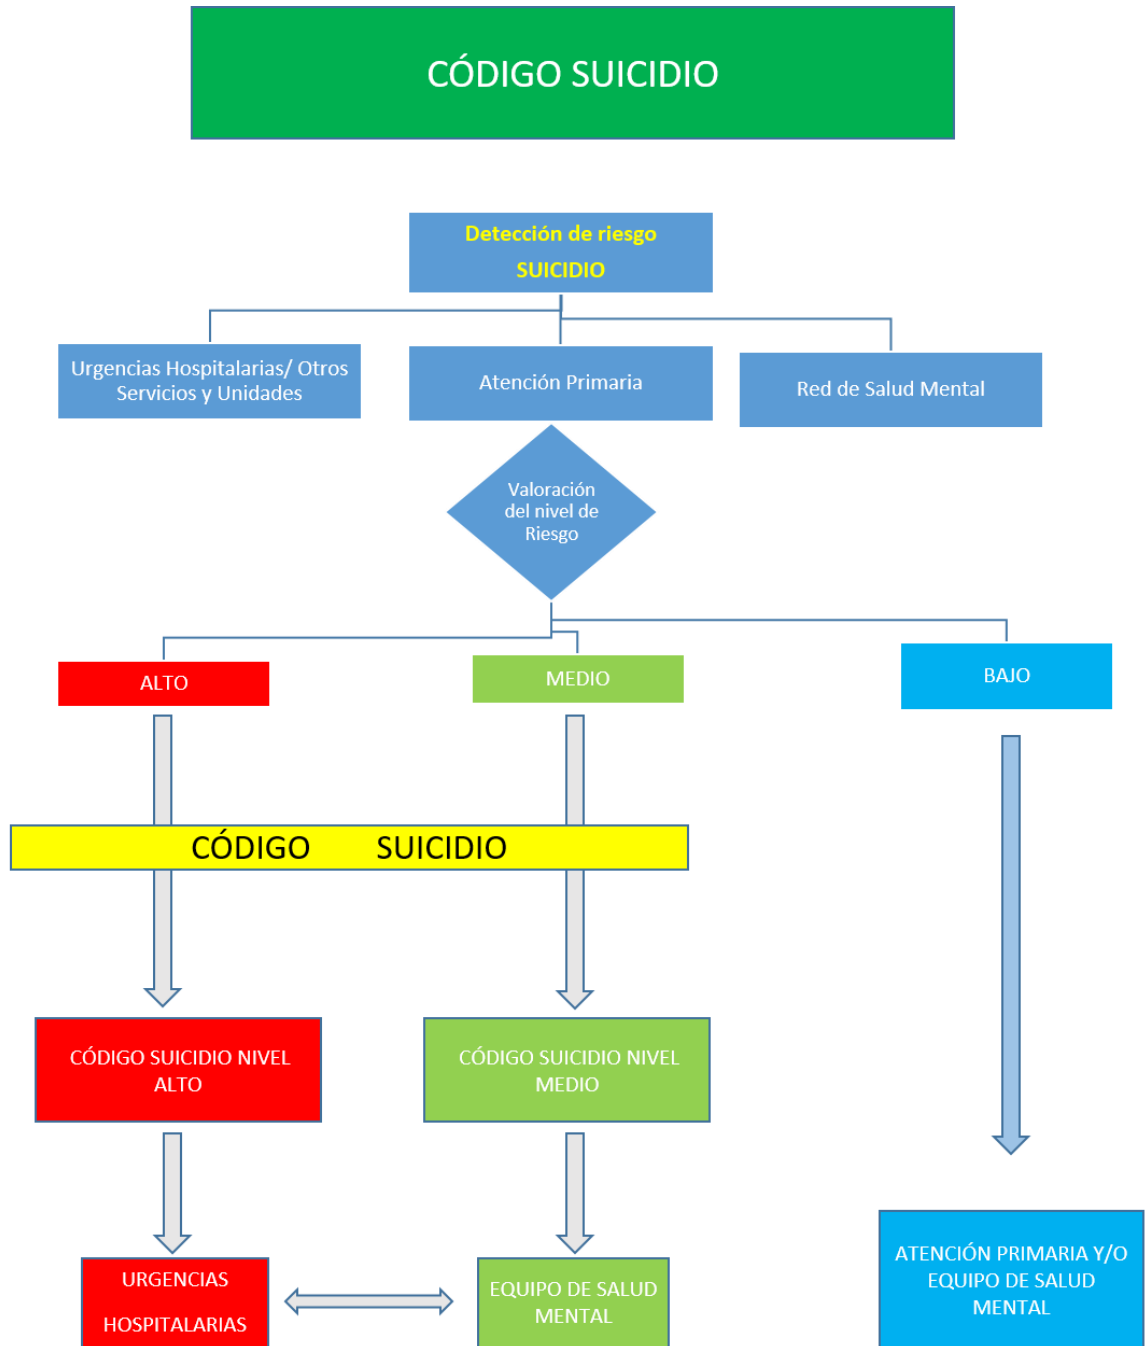 CÓDIGO SUICIDIO
Detección de riesgo
SUICIDIO
Urgencias Hospitalarias/ Otros
Servicios y Unidades
Atención Primaria
Red de Salud Mental
Valoración
del nivel de
Riesgo
ALTO
MEDIO
BAJO
CÓDIGO SUICIDIO
CÓDIGO SUICIDIO NIVEL
ALTO
CÓDIGO SUICIDIO NIVEL
MEDIO
URGENCIAS
HOSPITALARIAS
EQUIPO DE SALUD
MENTAL
ATENCIÓN PRIMARIA Y/O
EQUIPO DE SALUD
MENTAL